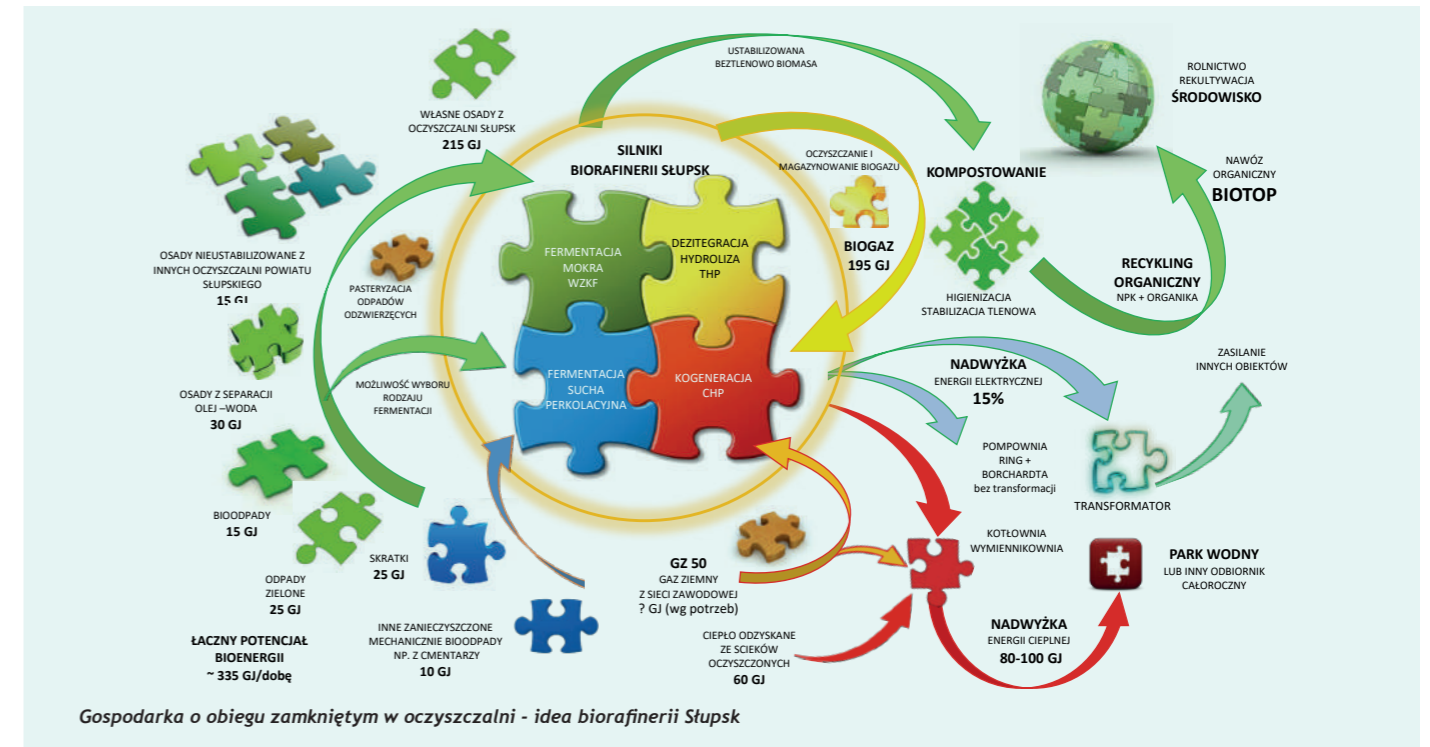 WŁASNE OSADY Z
OCZYSZCZALNI SŁUPSK
215 GJ
USTABILIZOWANA
BEZTLENOWO BIOMASA
ROLNICTWO
REKULTYWACJA
ŚRODOWISKO
SILNIKI
BIORAFINERII SŁUPSK
OCZYSZCZANIE I
MAGAZYNOWANIE BIOGAZU
BIOGAZ
195 GJ
KOMPOSTOWANIE
HIGIENIZACJA
STABILIZACJA TLENOWA
NAWÓZ
ORGANICZNY
BIOTOP
RECYKLING
ORGANICZNY
NPK + ORGANIKA
OSADY NIEUSTABILIZOWANE Z
INNYCH OCZYSZCZALNI POWIATU
SŁUPSKIEGO
15 GJ
PASTERYZACJA
ODPADÓW
ODZWIERZĘCYCH
FERMENTACJA
MOKRA
WZKF
DEZITEGRACJA
HYDROLIZA
THP
FERMENTACJA
SUCHA
PERKOLACYJNA
KOGENERACJA
CHP
OSADY Z SEPARACJI
OLEJ –WODA
30 GJ
MOŻLIWOŚĆ WYBORU
RODZAJU
FERMENTACJI
NADWYŻKA
ENERGII ELEKTRYCZNEJ
15%
ZASILANIE
INNYCH OBIEKTÓW
POMPOWNIA
RING +
BORCHARDTA
bez transformacji
TRANSFORMATOR
BIOODPADY
15 GJ
ODPADY
ZIELONE
25 GJ
SKRATKI
25 GJ
INNE ZANIECZYSZCZONE
MECHANICZNIE BIOODPADY
NP. Z CMENTARZY
10 GJ
GZ 50
GAZ ZIEMNY
Z SIECI ZAWODOWEJ
? GJ (wg potrzeb)
KOTŁOWNIA
WYMIENNIKOWNIA
PARK WODNY
LUB INNY ODBIORNIK
CAŁOROCZNY
CIEPŁO ODZYSKANE
ZE SCIEKÓW
OCZYSZCZONYCH
60 GJ
NADWYŻKA
ENERGII CIEPLNEJ
80-100 GJ
ŁACZNY POTENCJAŁ
BIOENERGII
~ 335 GJ/dobę
Gospodarka o obiegu zamkniętym w oczyszczalni - idea biorafinerii Słupsk